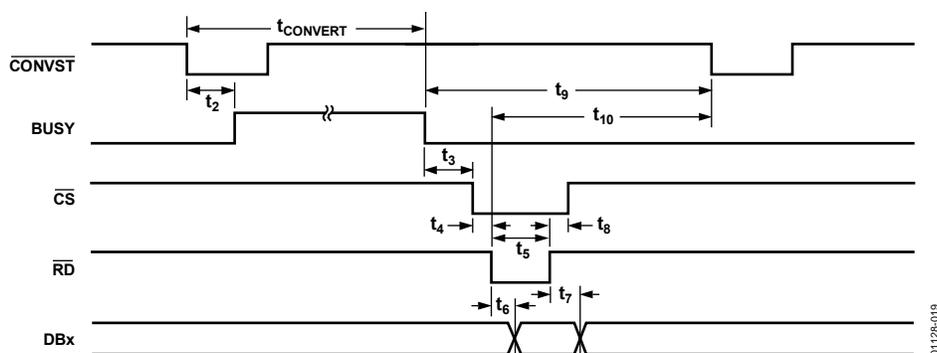 tCONVERT
CONVST
t9
t2
t10
BUSY
t3
CS
t4
t8
t5
RD
t6
t7
DBx
01128-019